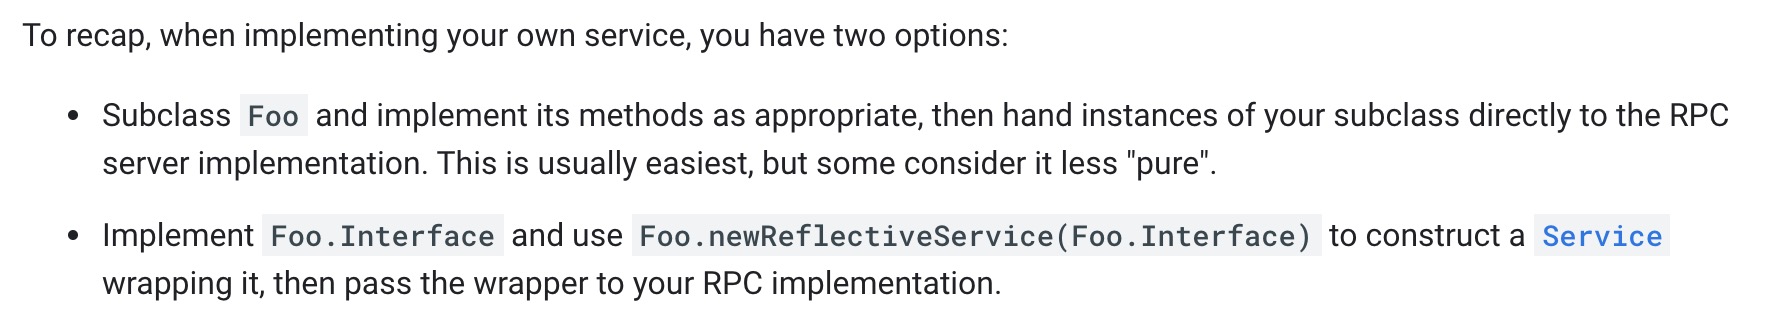 To recap, when implementing your own service, you have two options:
• Subclass Foo and implement its methods as appropriate, then hand instances of your subclass directly to the RPC
server implementation. This is usually easiest, but some consider it less "pure".
• Implement Foo.Interface and use Foo.newReflectiveService(Foo.Interface) to construct a Service
wrapping it, then pass the wrapper to your RPC implementation.